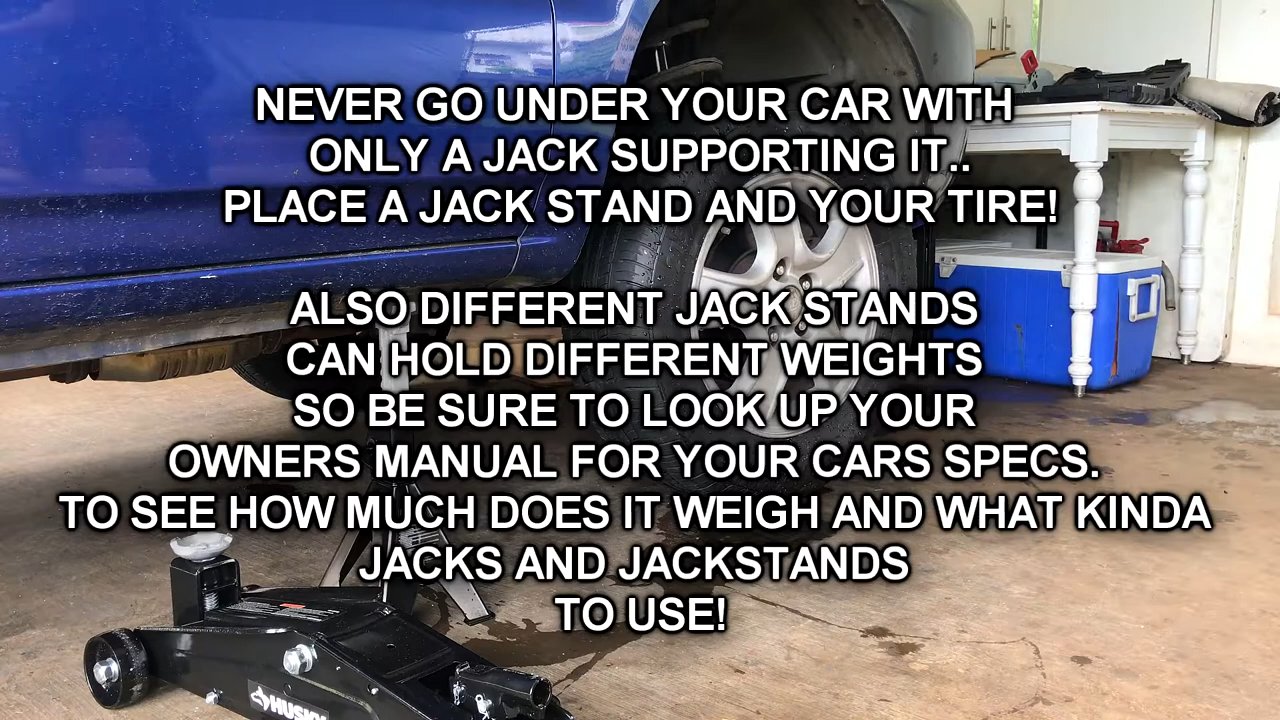 NEVER GO UNDER YOUR CAR WITH
ONLY A JACK SUPPORTING IT..
PLACE A JACK STAND AND YOUR TIRE!
ALSO DIFFERENT JACK STANDS
CAN HOLD DIFFERENT WEIGHTS
SO BE SURE TO LOOK UP YOUR
OWNERS MANUAL FOR YOUR CARS SPECS.
TO SEE HOW MUCH DOES IT WEIGH AND WHAT KINDA
JACKS AND JACKSTANDS
TO USE!
HUSKY